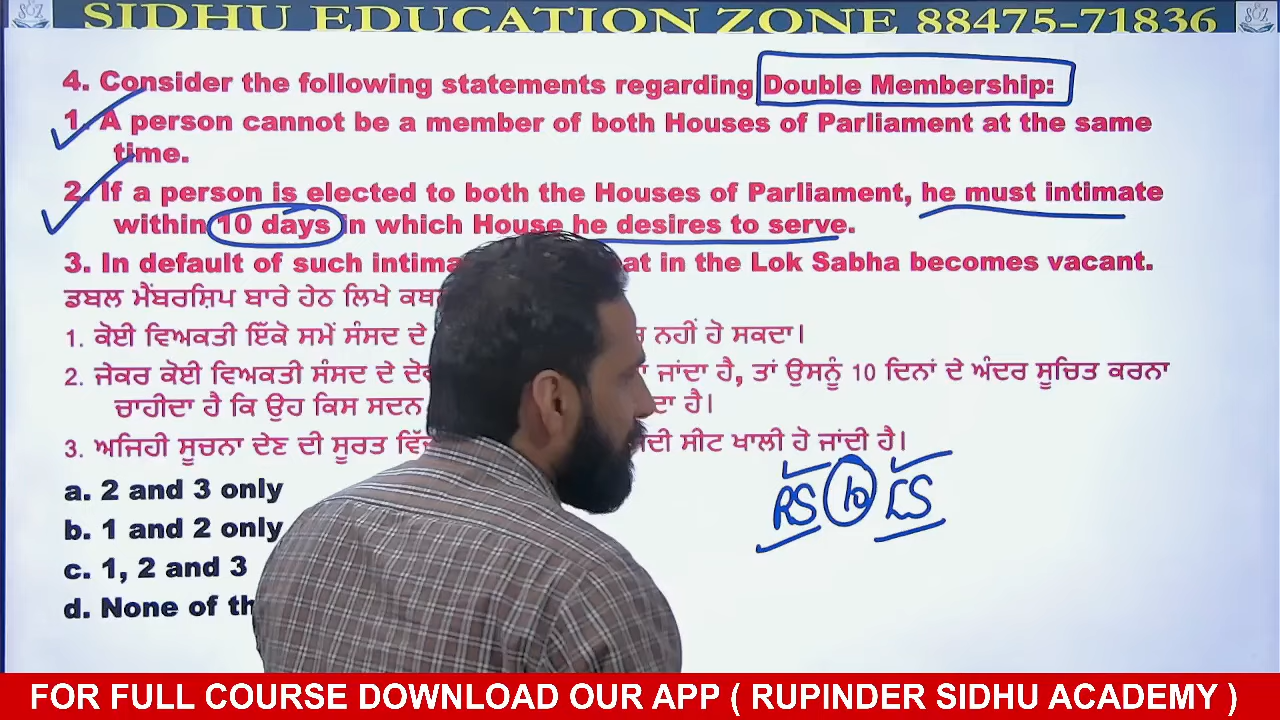 SIDHU EDUCATION ZONE 88475-71836
4. Consider the following statements regarding Double Membership:
1. A person cannot be a member of both Houses of Parliament at the same
time.
2. If a person is elected to both the Houses of Parliament, he must intimate
within 10 days in which House he desires to serve.
3. In default of such at in the Lok Sabha becomes vacant.
ਡਬਲ ਮੈਂਬਰਸ਼ਿਪ ਬਾਰੇ ਹੇਠ ਲਿਖੇ
1. ਕੋਈ ਵਿਅਕਤੀ ਇੱਕੋ ਸਮੇਂ ਸੰਸਦ ਦੇ ਨਹੀਂ ਹੋ ਸਕਦਾ।
2. ਜੇਕਰ ਕੋਈ ਵਿਅਕਤੀ ਸੰਸਦ ਦੇ ਜਾਂਦਾ ਹੈ, ਤਾਂ ਉਸਨੂੰ 10 ਦਿਨਾਂ ਦੇ ਅੰਦਰ ਸੂਚਿਤ ਕਰਨਾ
ਚਾਹੀਦਾ ਹੈ ਕਿ ਉਹ ਕਿਸ ਸਦਨ ਦਾ ਹੈ।
3. ਅਜਿਹੀ ਸੂਚਨਾ ਦੇਣ ਦੀ ਸੂਰਤ ਦੀ ਸੀਟ ਖਾਲੀ ਹੋ ਜਾਂਦੀ ਹੈ।
RS 10 LS
a. 2 and 3 only
b. 1 and 2 only
c. 1, 2 and 3
d. None of
FOR FULL COURSE DOWNLOAD OUR APP ( RUPINDER SIDHU ACADEMY )